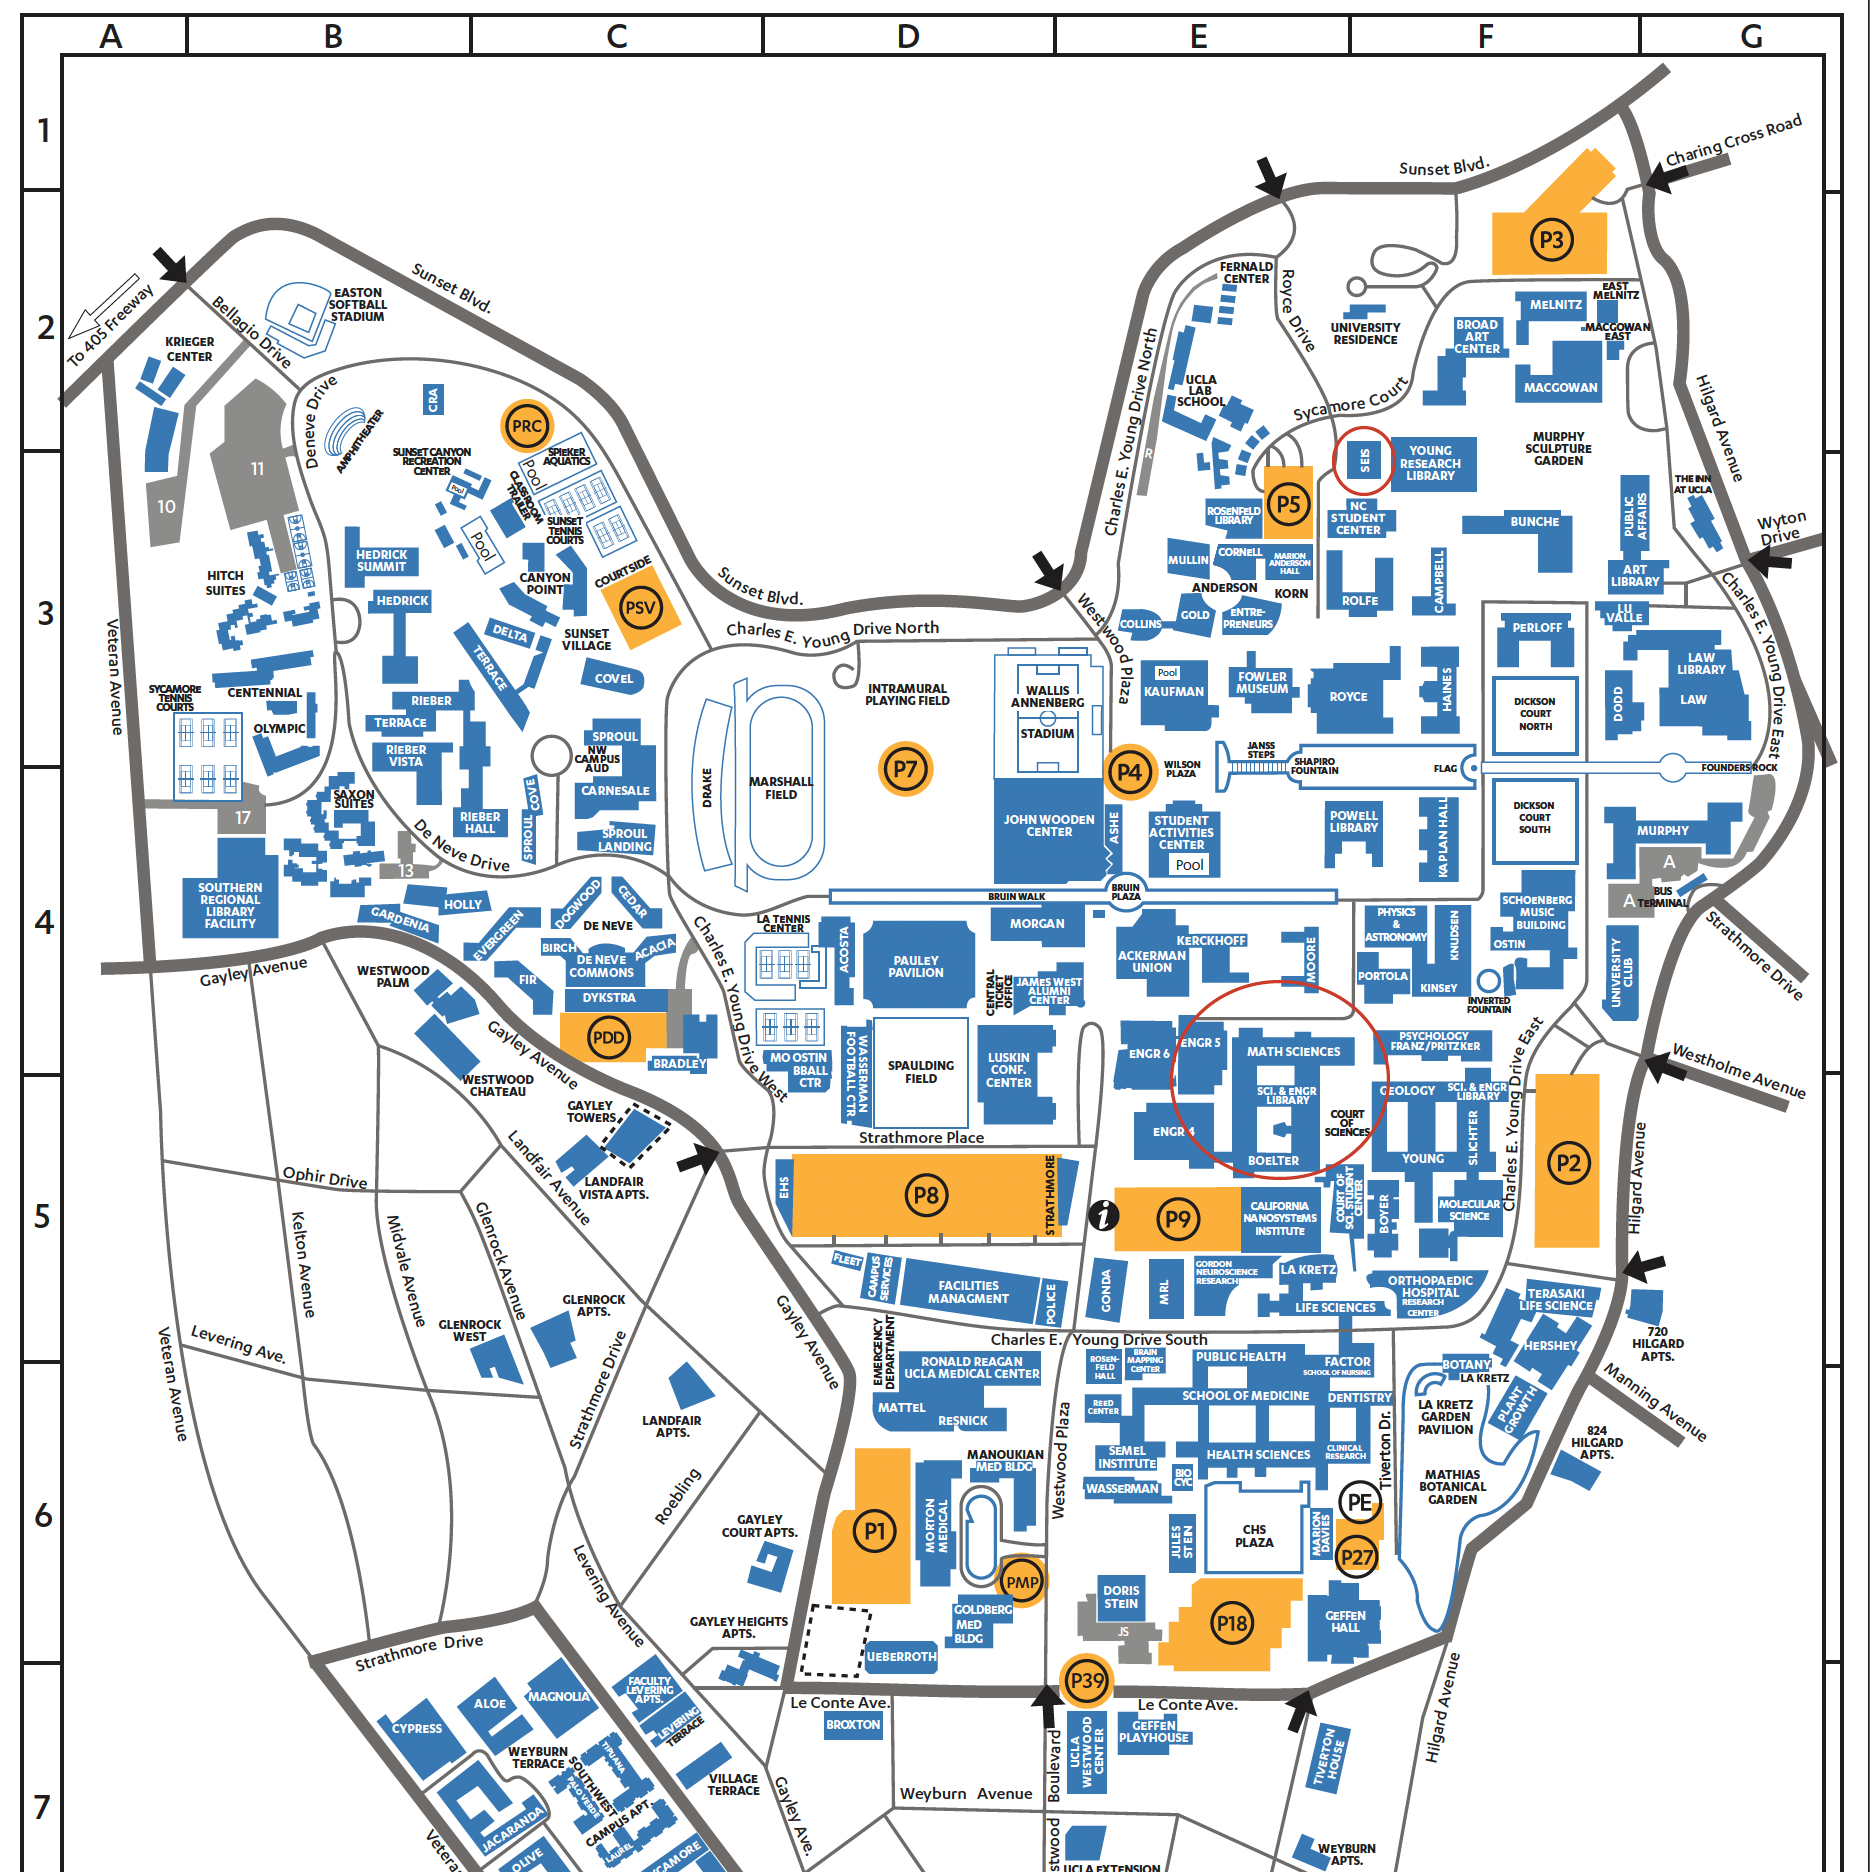 A B C D E F G
1
2
3
4
5
6
7
Sunset Blvd.
Charing Cross Road
P3
To 405 Freeway
Bellagio Drive
EASTON
SOFTBALL
STADIUM
Sunset Blvd.
KRIEGER
CENTER
Deneve Drive
AMPHITHEATER
CRA
PRC
11
10
SUNSET CANYON
RECREATION
CENTER
Pool
SPIEKER
AQUATICS
Pool
CLASSROOM
TRAILER
SUNSET
TENNIS
COURTS
Pool
COURTSIDE
PSV
HITCH
SUITES
HEDRICK
SUMMIT
HEDRICK
CANYON
POINT
DELTA
TERRACE
SUNSET
VILLAGE
COVEL
Sunset Blvd.
Charles E. Young Drive North
Veteran Avenue
SYCAMORE
TENNIS
COURTS
CENTENNIAL
OLYMPIC
RIEBER
TERRACE
RIEBER
VISTA
RIEBER
HALL
SPROUL
NW
CAMPUS
AUD
CARNESALE
SPROUL
COVE
SPROUL
LANDING
SAXON
SUITES
17
13
De Neve Drive
SOUTHERN
REGIONAL
LIBRARY
FACILITY
FERNALD
CENTER
Royce Drive
Charles E. Young Drive North
UCLA
LAB
SCHOOL
R
UNIVERSITY
RESIDENCE
Sycamore Court
BROAD
ART
CENTER
MELNITZ
EAST
MELNITZ
MACGOWAN
EAST
MACGOWAN
Hilgard Avenue
SEIS
YOUNG
RESEARCH
LIBRARY
MURPHY
SCULPTURE
GARDEN
P5
ROSENFELD
LIBRARY
NC
STUDENT
CENTER
BUNCHE
PUBLIC
AFFAIRS
THE INN
AT UCLA
Wyton
Drive
MULLIN
CORNELL
MARION
ANDERSON
HALL
ANDERSON
KORN
COLLINS
GOLD
ENTRE-
PRENEURS
ROLFE
CAMPBELL
ART
LIBRARY
LU
VALLE
PERLOFF
Charles E. Young Drive East
Westwood Plaza
INTRAMURAL
PLAYING FIELD
WALLIS
ANNENBERG
STADIUM
Pool
KAUFMAN
FOWLER
MUSEUM
ROYCE
HAINES
DICKSON
COURT
NORTH
DODD
LAW
LIBRARY
LAW
DRAKE
MARSHALL
FIELD
P7
P4
WILSON
PLAZA
JANSS
STEPS
SHAPIRO
FOUNTAIN
FLAG
FOUNDERS ROCK
JOHN WOODEN
CENTER
ASHE
STUDENT
ACTIVITIES
CENTER
Pool
POWELL
LIBRARY
KAPLAN HALL
DICKSON
COURT
SOUTH
MURPHY
A
A
BUS
TERMINAL
BRUIN WALK
BRUIN
PLAZA
HOLLY
GARDENIA
EVERGREEN
DOGWOOD
CEDAR
DE NEVE
BIRCH
ACACIA
DE NEVE
COMMONS
FIR
DYKSTRA
PDD
BRADLEY
Gayley Avenue
WESTWOOD
PALM
Gayley Avenue
WESTWOOD
CHATEAU
Charles E. Young Drive West
LA TENNIS
CENTER
ACOSTA
PAULEY
PAVILION
MORGAN
CENTRAL
TICKET
OFFICE
JAMES WEST
ALUMNI
CENTER
ACKERMAN
UNION
KERCKHOFF
MOORE
PHYSICS
&
ASTRONOMY
KNUDSEN
PORTOLA
KINSEY
SCHOENBERG
MUSIC
BUILDING
OSTIN
INVERTED
FOUNTAIN
UNIVERSITY
CLUB
Strathmore Drive
MO OSTIN
BBALL
CTR
WASSERMAN
FOOTBALL CTR
SPAULDING
FIELD
LUSKIN
CONF.
CENTER
ENGR 6
ENGR 5
MATH SCIENCES
SCI. & ENGR
LIBRARY
COURT
OF
SCIENCES
BOELTER
ENGR 4
PSYCHOLOGY
FRANZ/PRITZKER
GEOLOGY
SCI. & ENGR
LIBRARY
SLICHTER
YOUNG
Charles E. Young Drive East
Westholme Avenue
P2
Hilgard Avenue
GAYLEY
TOWERS
LANDFAIR
VISTA APTS.
Landfair Avenue
Ophir Drive
Kelton Avenue
Midvale Avenue
Glenrock Avenue
Strathmore Place
EHS
P8
STRATHMORE
i
P9
CALIFORNIA
NANOSYSTEMS
INSTITUTE
COURT OF
SCI. STUDENT
CENTER
BOYER
MOLECULAR
SCIENCE
FLEET
CAMPUS
SERVICES
FACILITIES
MANAGMENT
POLICE
GONDA
MRL
GORDON
NEUROSCIENCE
RESEARCH
LA KRETZ
LIFE SCIENCES
ORTHOPAEDIC
HOSPITAL
RESEARCH
CENTER
TERASAKI
LIFE SCIENCE
HERSHEY
720
HILGARD
APTS.
Charles E. Young Drive South
GLENROCK
APTS.
GLENROCK
WEST
Levering Ave.
Veteran Avenue
Strathmore Drive
Gayley Avenue
LANDFAIR
APTS.
Roebling
EMERGENCY
DEPARTMENT
RONALD REAGAN
UCLA MEDICAL CENTER
MATTEL
RESNICK
MANOUKIAN
MED BLDG
MORTON
MEDICAL
P1
PMP
GOLDBERG
MED
BLDG
UEBERROTH
Westwood Plaza
ROSEN-
FELD
HALL
BRAIN
MAPPING
CENTER
PUBLIC HEALTH
FACTOR
SCHOOL OF NURSING
REED
CENTER
SCHOOL OF MEDICINE
DENTISTRY
SEMEL
INSTITUTE
HEALTH SCIENCES
CLINICAL
RESEARCH
WASSERMAN
BIO
CYC
JULES
STEIN
CHS
PLAZA
MARION
DAVIES
PE
P27
Tiverton Dr.
BOTANY
LA KRETZ
LA KRETZ
GARDEN
PAVILION
PLANT
GROWTH
MATHIAS
BOTANICAL
GARDEN
Manning Avenue
824
HILGARD
APTS.
DORIS
STEIN
JS
P18
GEFFEN
HALL
GAYLEY
COURT APTS.
Levering Avenue
GAYLEY HEIGHTS
APTS.
Strathmore Drive
P39
Le Conte Ave.
Le Conte Ave.
BROXTON
UCLA
WESTWOOD
CENTER
GEFFEN
PLAYHOUSE
TIVERTON
HOUSE
Hilgard Avenue
CYPRESS
ALOE
MAGNOLIA
FACULTY
LEVERING
APTS.
LEVERING
TERRACE
WEYBURN
TERRACE
TIPUANA
PALO VERDE
SOUTHWEST
CAMPUS APT.
LAUREL
VILLAGE
TERRACE
JACARANDA
OLIVE
Gayley Ave.
Weyburn Avenue
Boulevard
UCLA EXTENSION
WEYBURN
APTS.